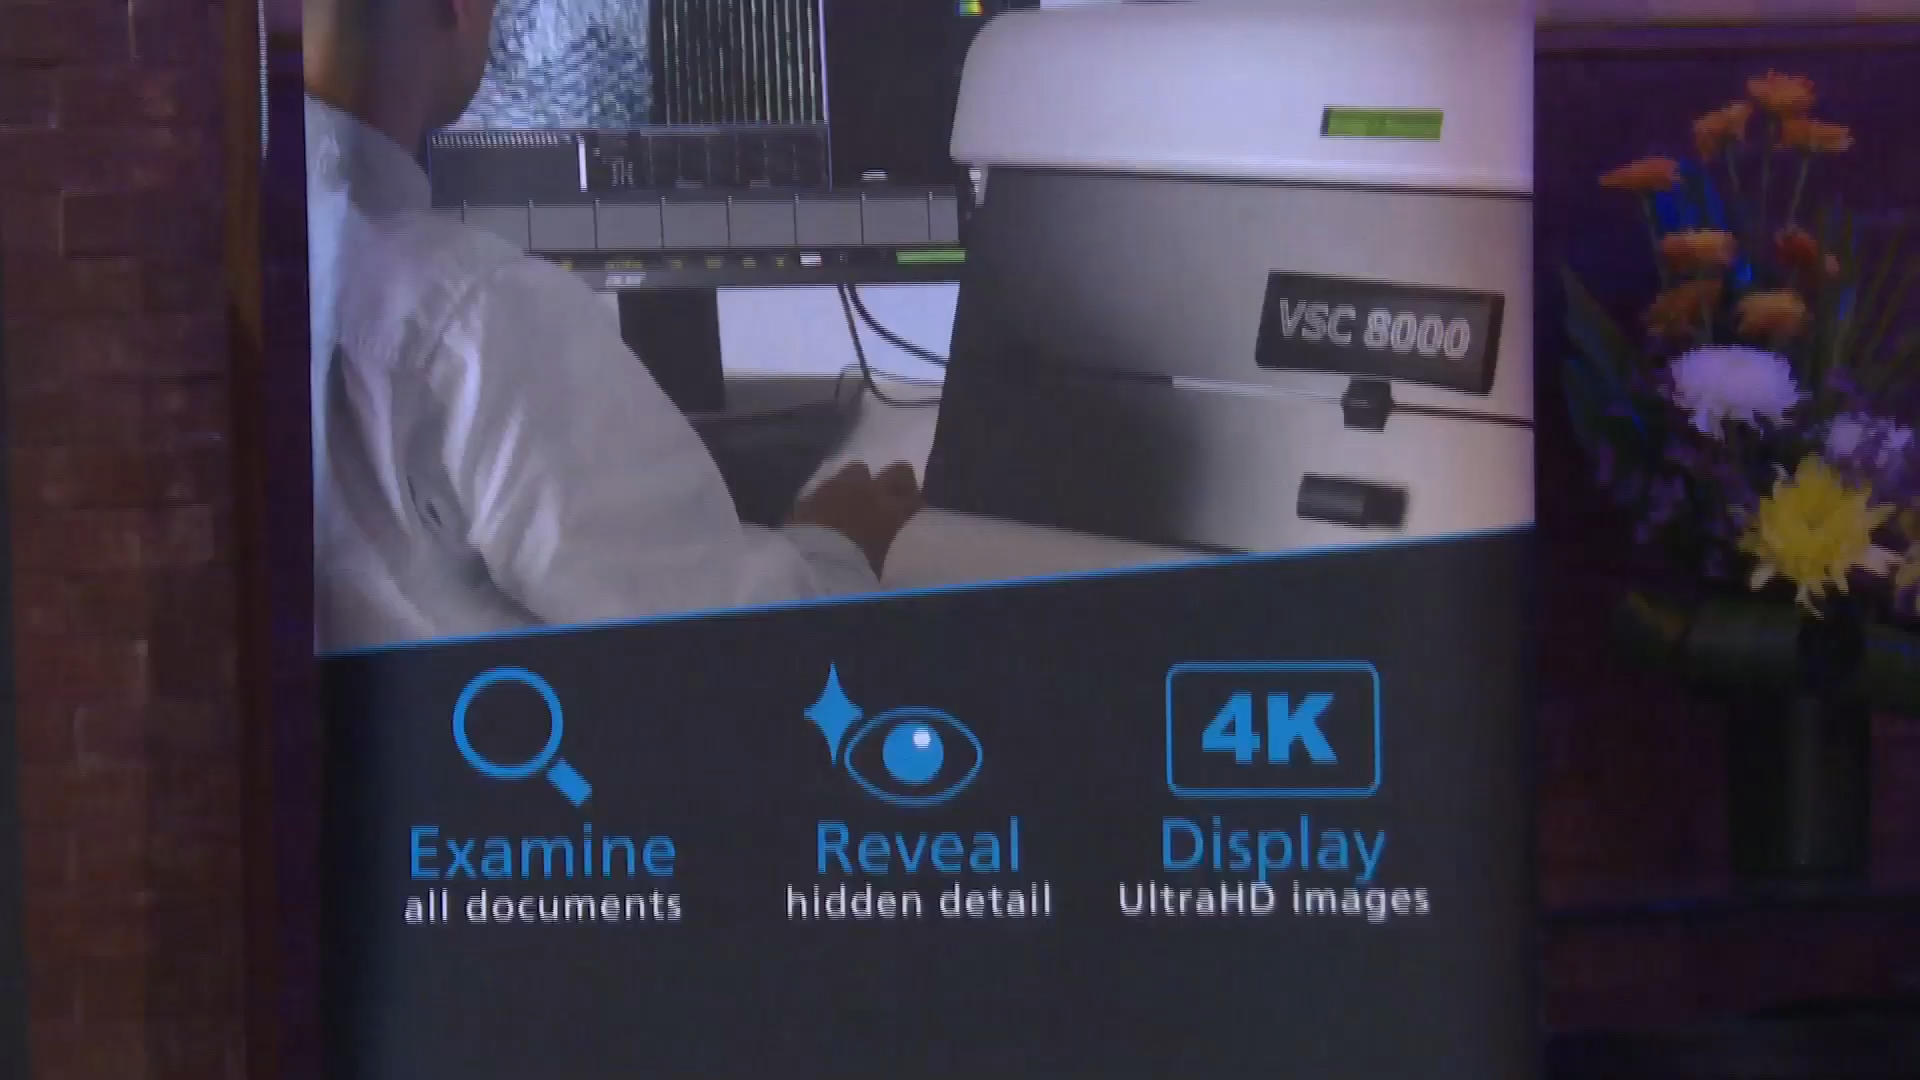 VSC 8000
4K
Examine
all documents
Reveal
hidden detail
Display
UltraHD images